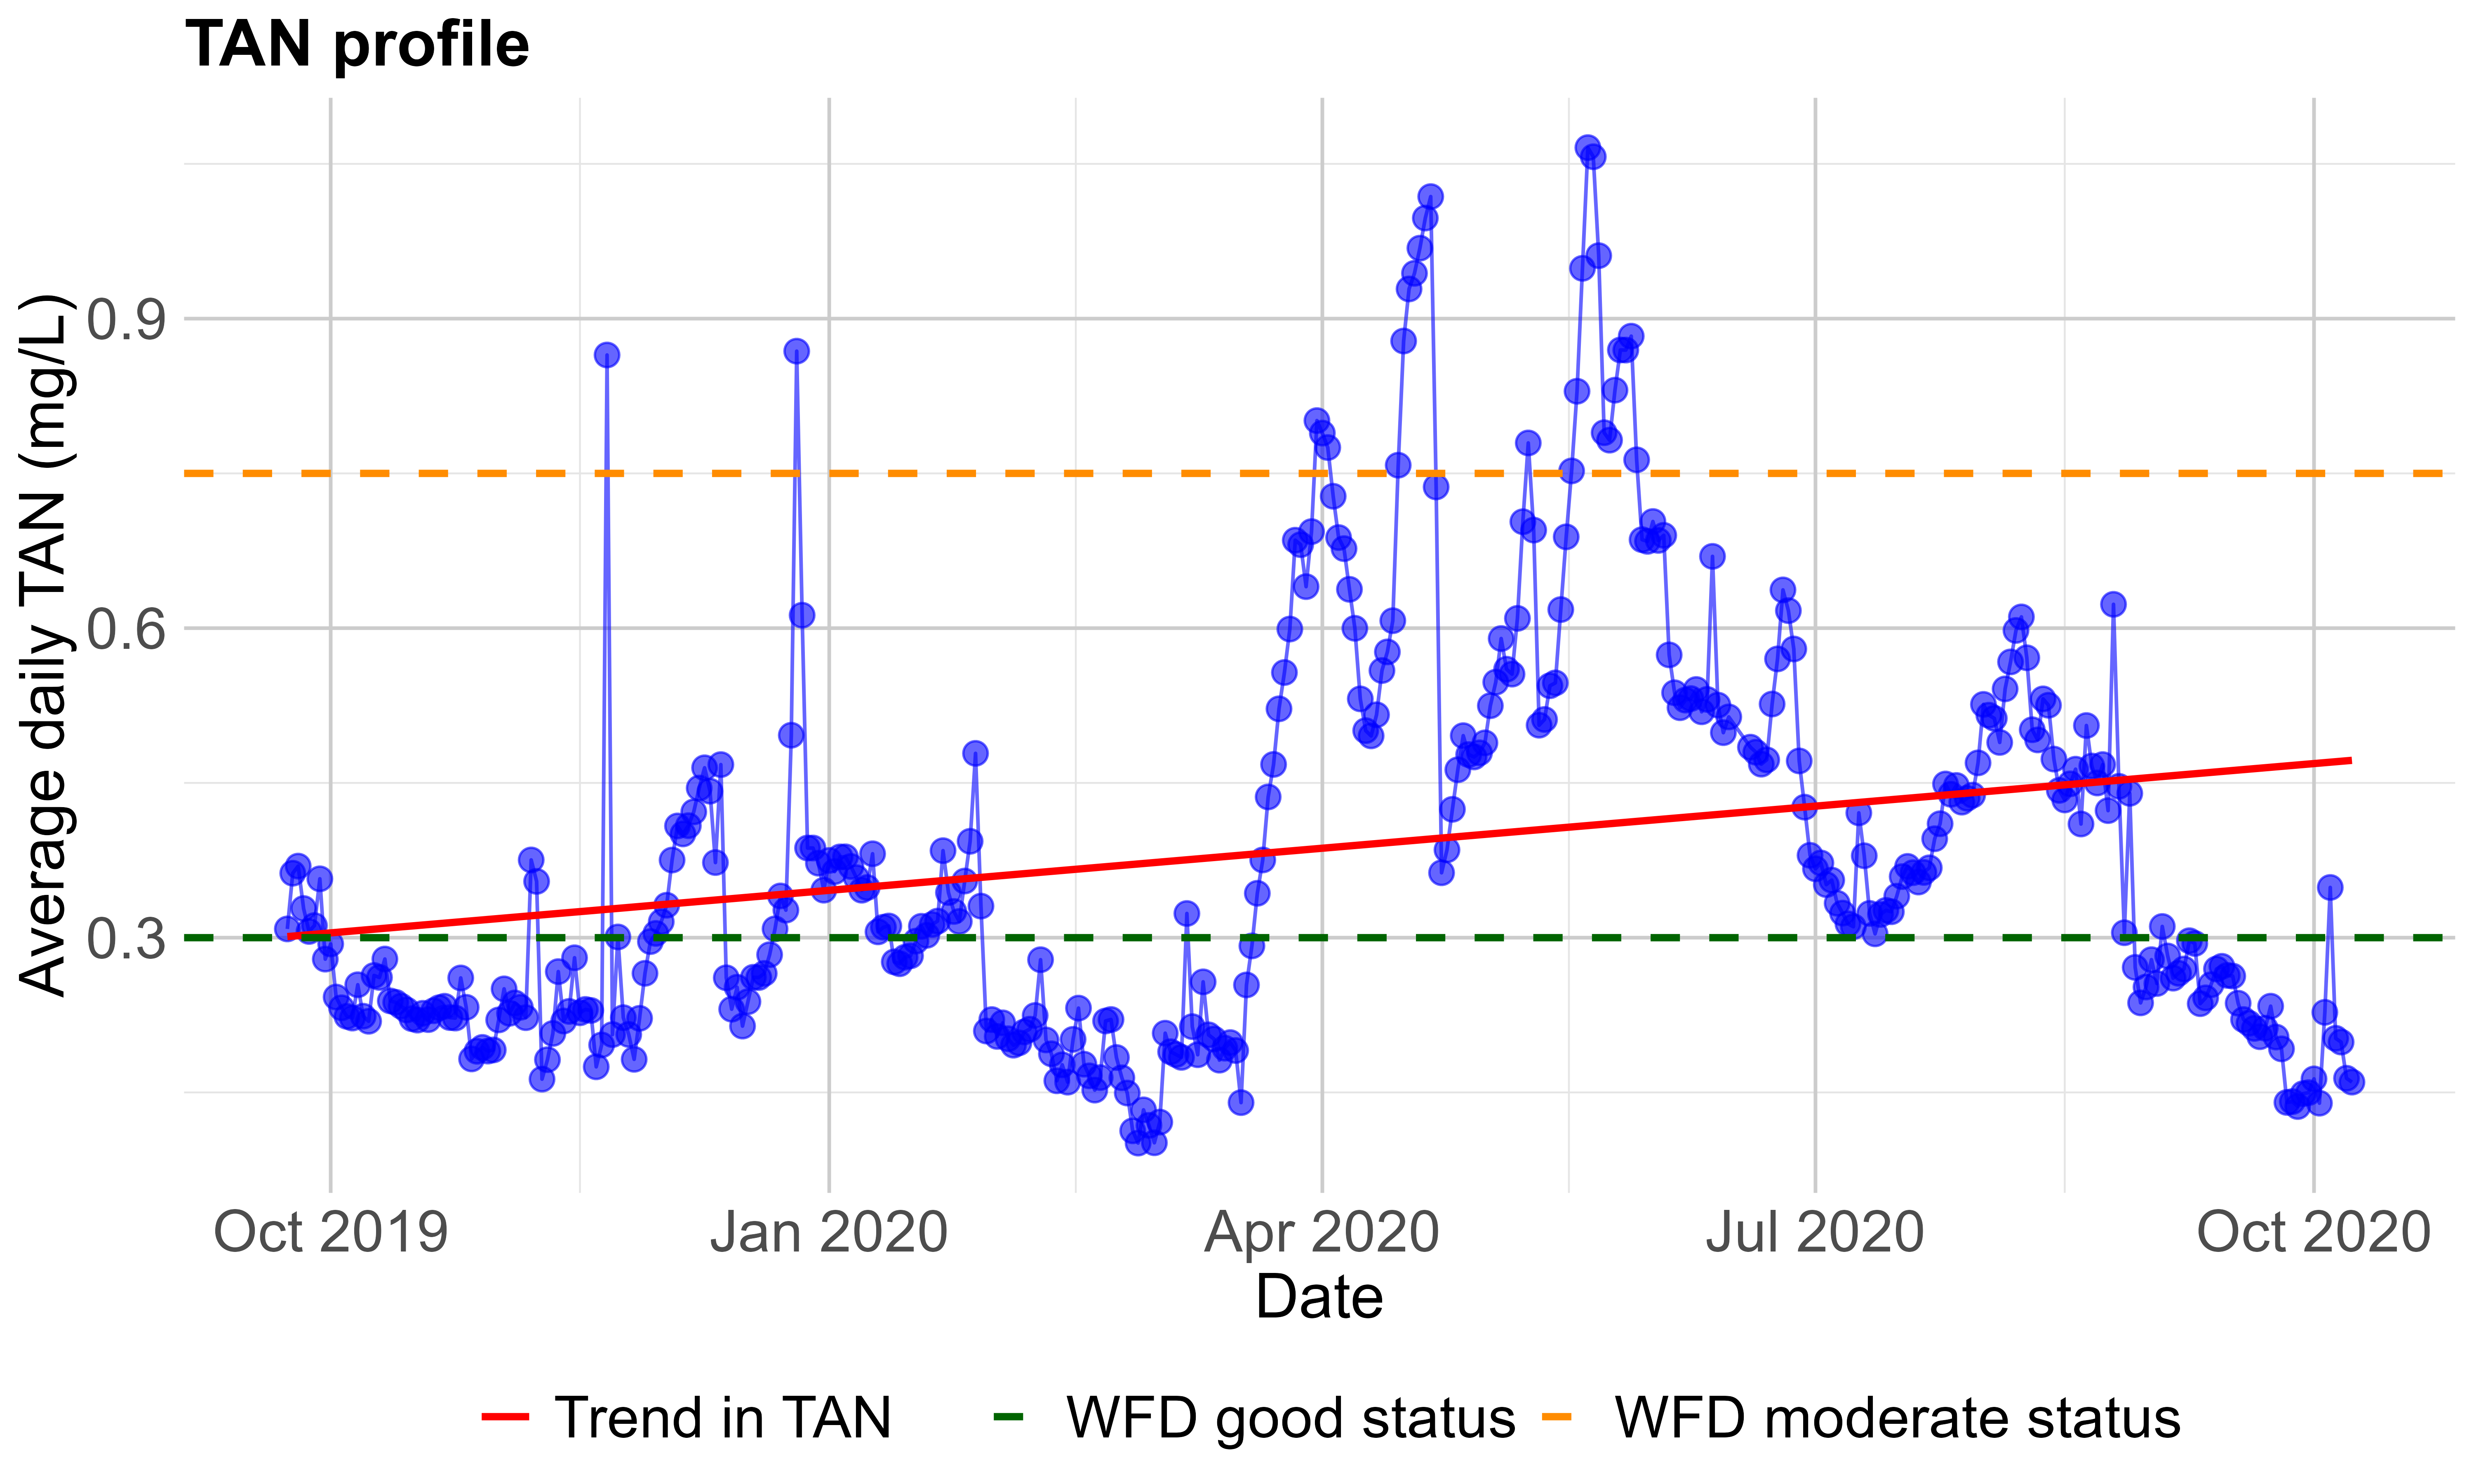 TAN profile
Average daily TAN (mg/L)
0.9
0.6
0.3
Oct 2019 Jan 2020 Apr 2020 Jul 2020 Oct 2020
Date
Trend in TAN WFD good status WFD moderate status